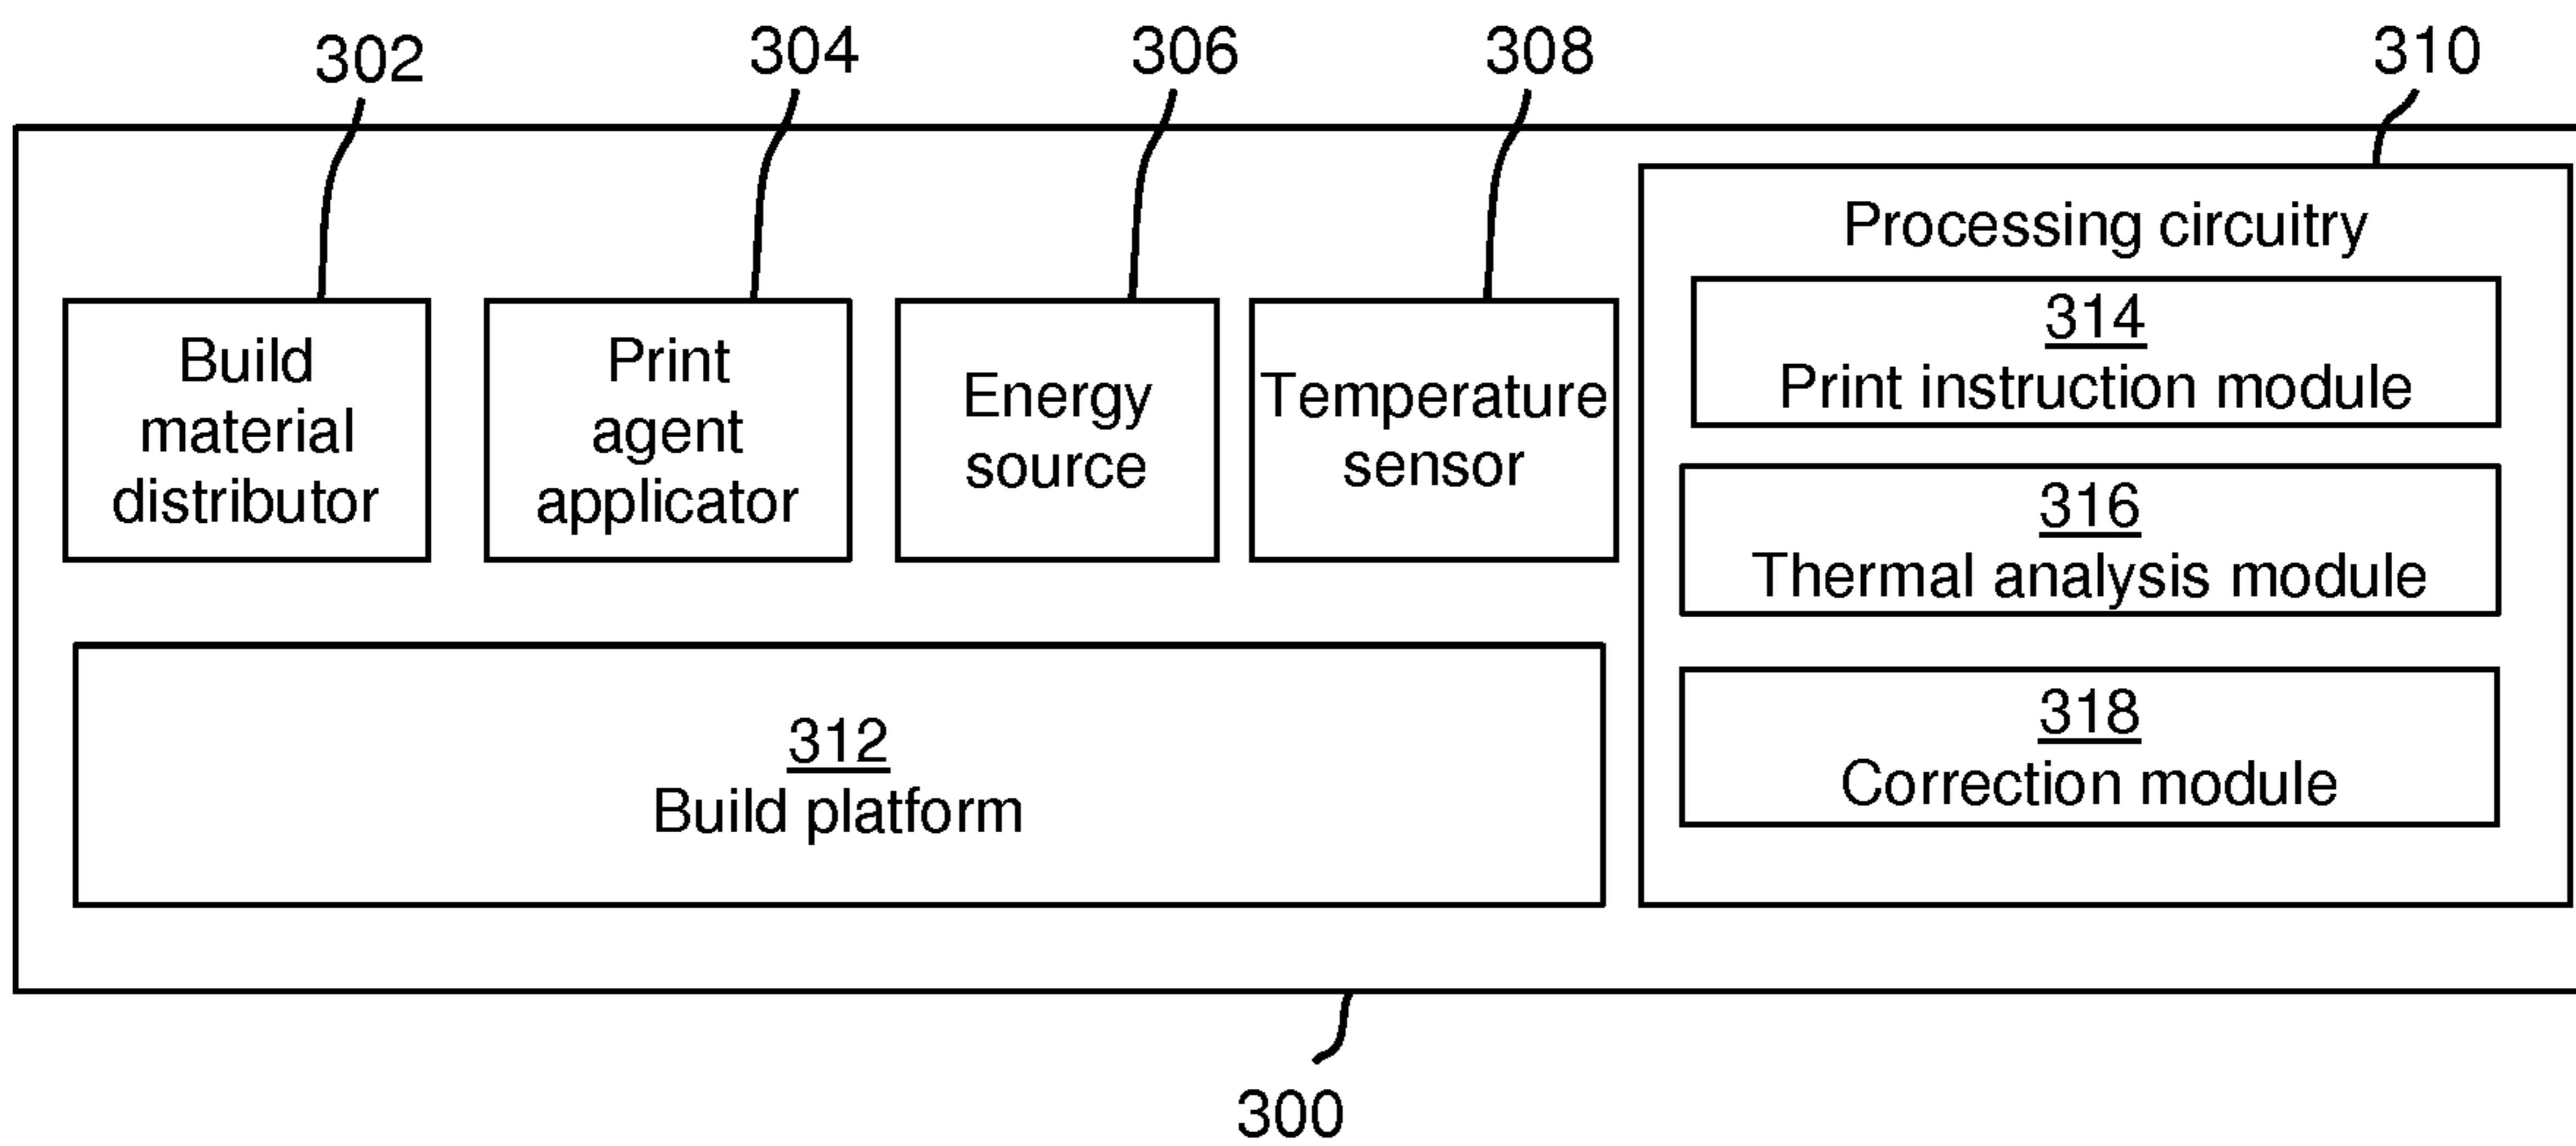 302
304
306
308
310
Build
material
distributor
Print
agent
applicator
Energy
source
Temperature
sensor
Processing circuitry
314
Print instruction module
316
Thermal analysis module
318
Correction module
312
Build platform
300